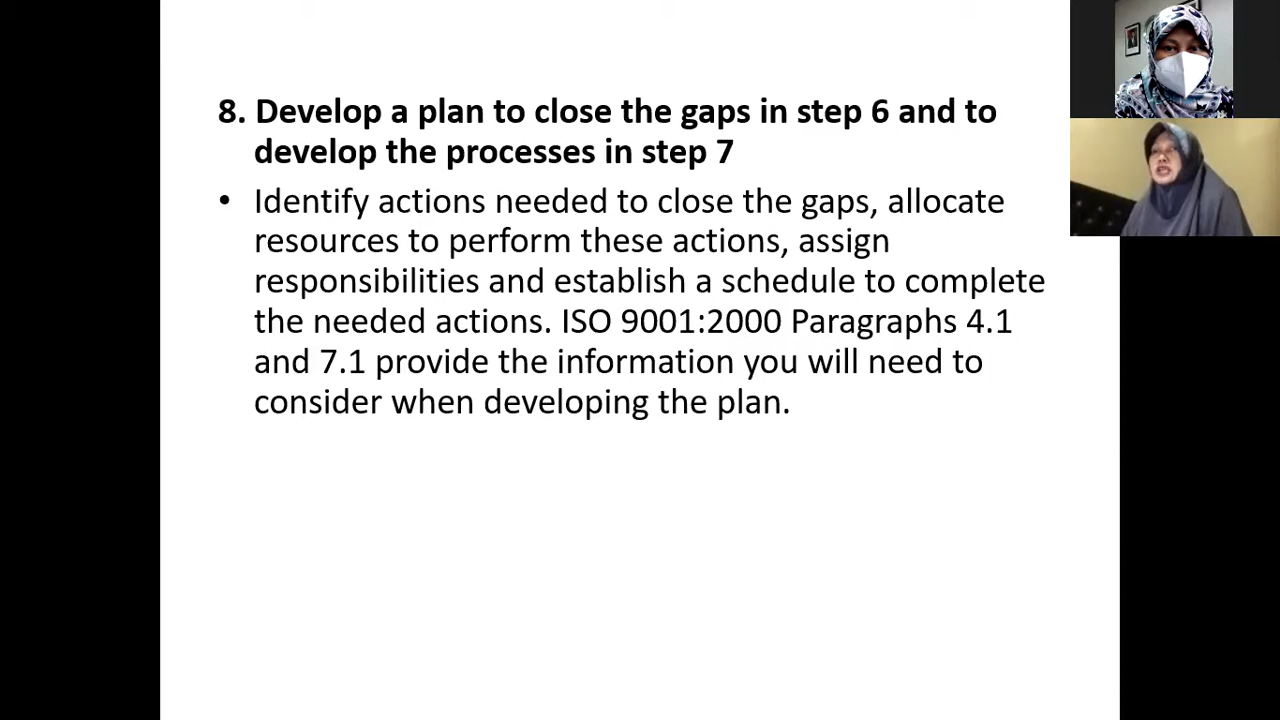 8. Develop a plan to close the gaps in step 6 and to
develop the processes in step 7
• Identify actions needed to close the gaps, allocate
resources to perform these actions, assign
responsibilities and establish a schedule to complete
the needed actions. ISO 9001:2000 Paragraphs 4.1
and 7.1 provide the information you will need to
consider when developing the plan.